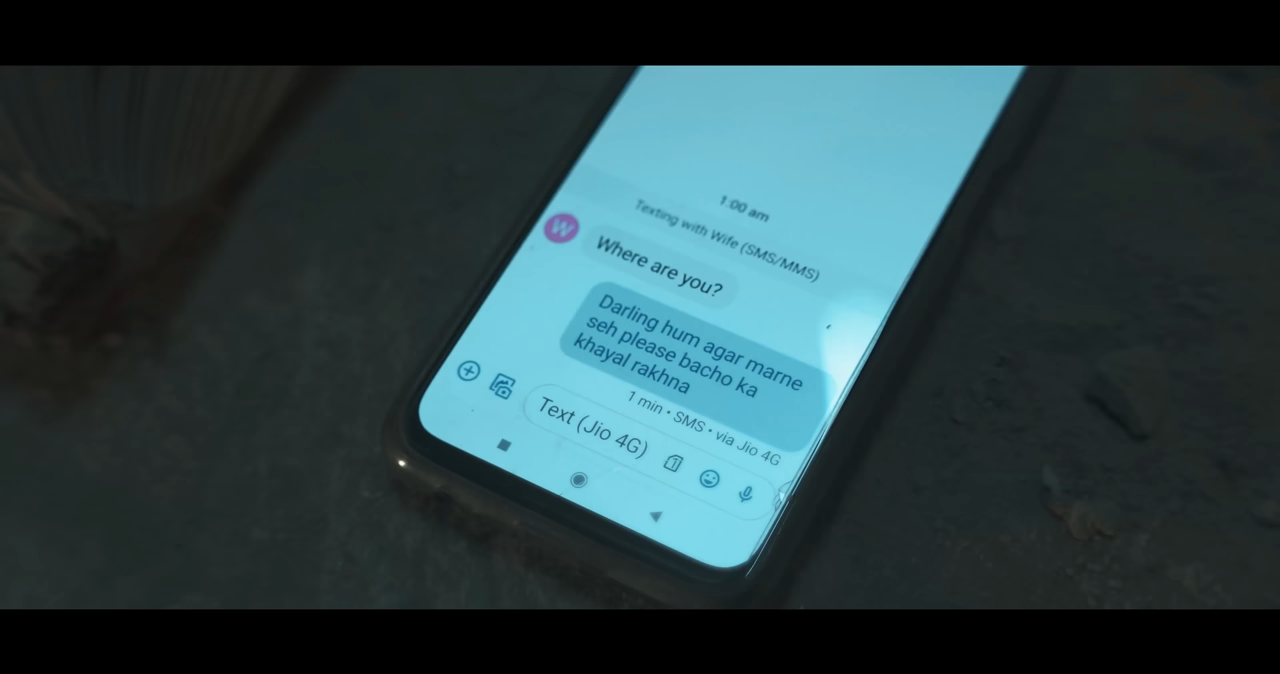 1:00 am
Texting with Wife (SMS/MMS)
W
Where are you?
Darling hum agar marne
seh please bacho ka
khayal rakhna
1 min • SMS • via Jio 4G
Text (Jio 4G)
1